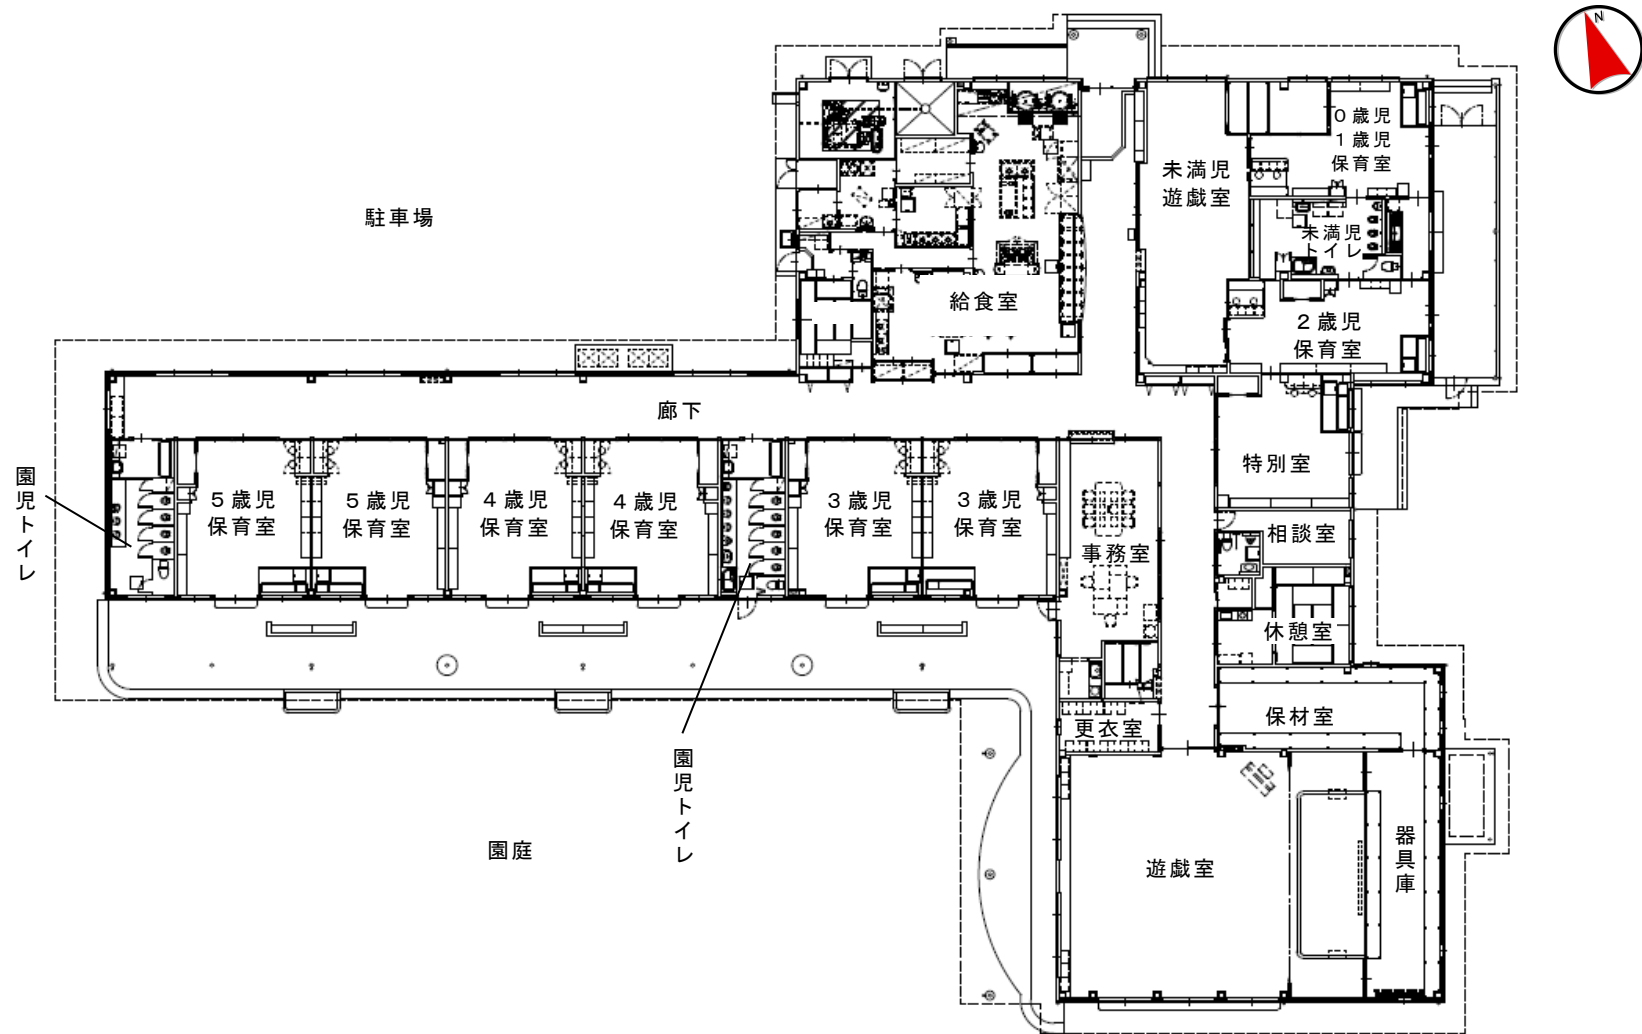 N
０歳児
１歳児
保育室
未満児
遊戯室
駐車場
未満児
トイレ
給食室
２歳児
保育室
廊下
特別室
園児トイレ
５歳児
保育室
５歳児
保育室
４歳児
保育室
４歳児
保育室
３歳児
保育室
３歳児
保育室
事務室
相談室
休憩室
保材室
更衣室
園児トイレ
園庭
遊戯室
器具庫